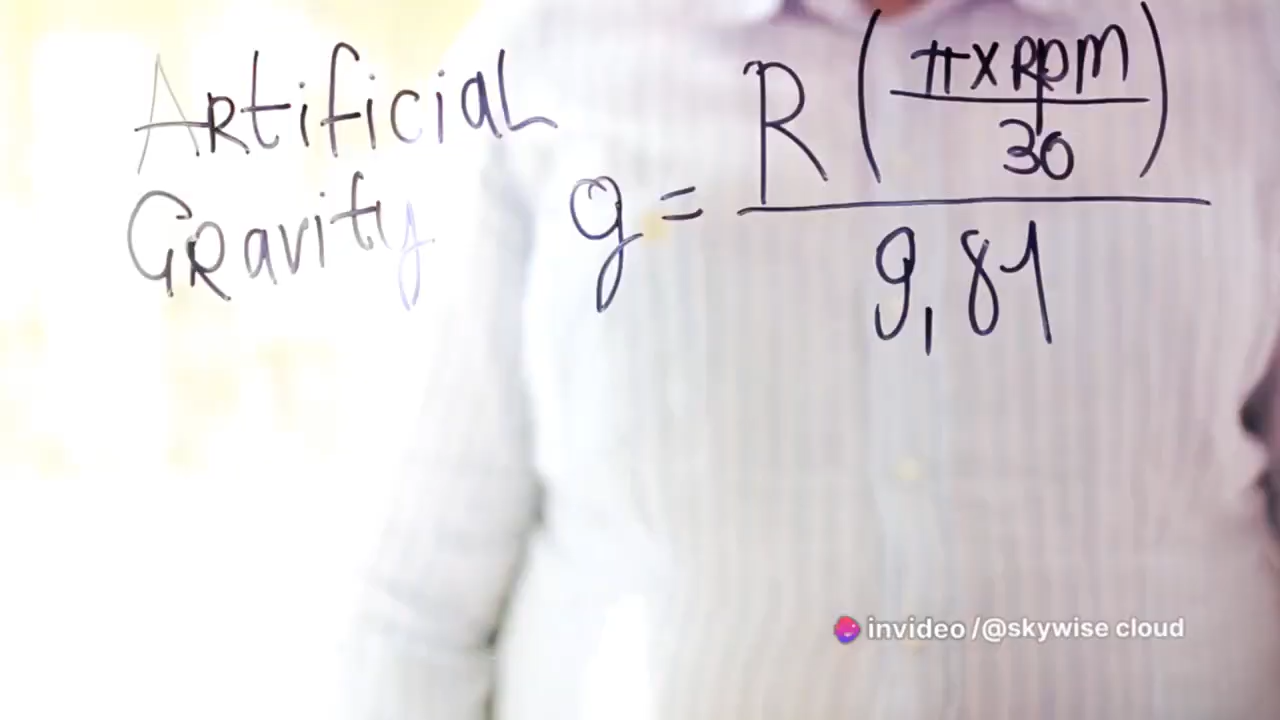 Artificial
Gravity
g = R (π x RPM / 30) / 9,81
invideo /@skywise cloud